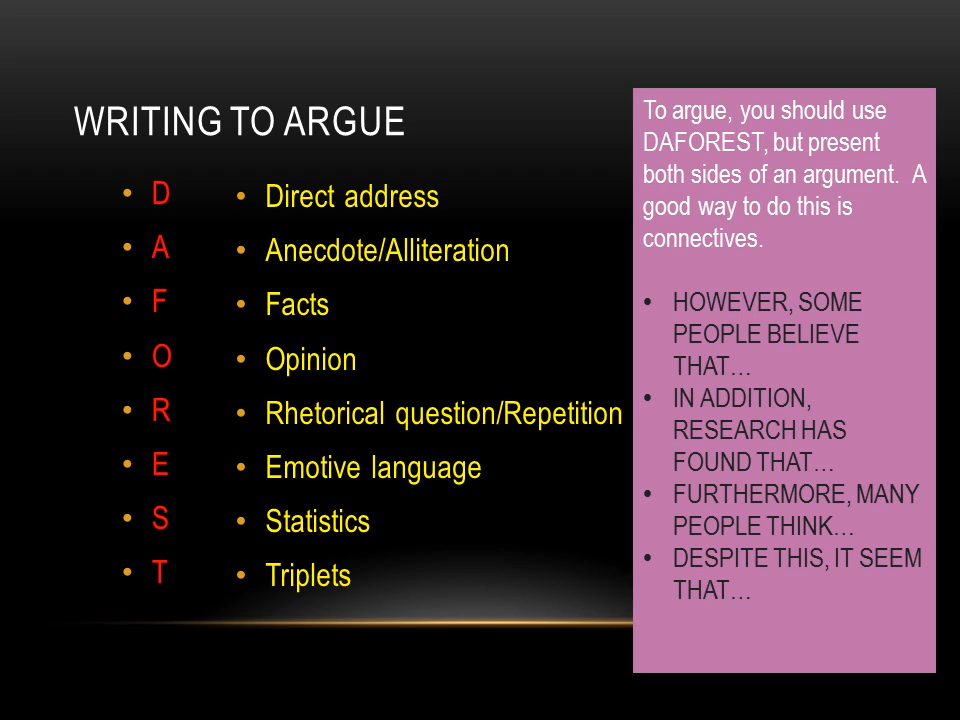 WRITING TO ARGUE
• D
• A
• F
• O
• R
• E
• S
• T
• Direct address
• Anecdote/Alliteration
• Facts
• Opinion
• Rhetorical question/Repetition
• Emotive language
• Statistics
• Triplets
To argue, you should use
DAFOREST, but present
both sides of an argument.  A
good way to do this is
connectives.
• HOWEVER, SOME
PEOPLE BELIEVE
THAT…
• IN ADDITION,
RESEARCH HAS
FOUND THAT…
• FURTHERMORE, MANY
PEOPLE THINK…
• DESPITE THIS, IT SEEM
THAT…